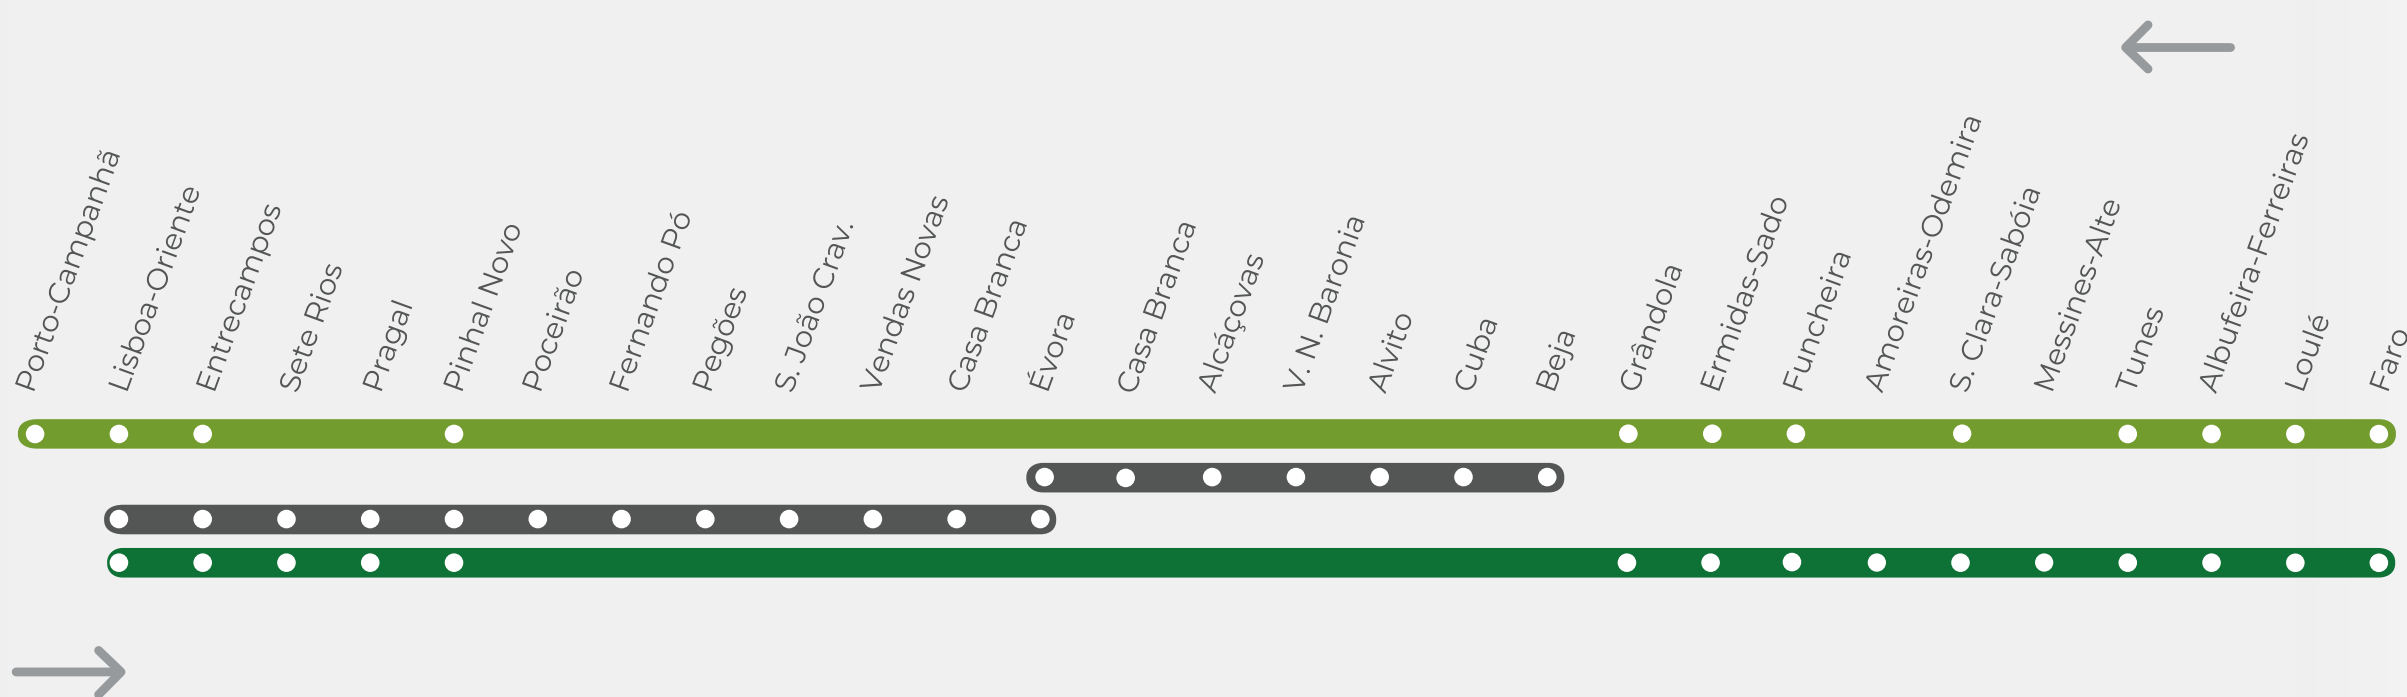 Porto-Campanhã
Lisboa-Oriente
Entrecampos
Sete Rios
Pragal
Pinhal Novo
Poceirão
Fernando Pó
Pegões
S. João Crav.
Vendas Novas
Casa Branca
Évora
Casa Branca
Alcáçovas
V. N. Baronia
Alvito
Cuba
Beja
Grândola
Ermidas-Sado
Funcheira
Amoreiras-Odemira
S. Clara-Sabóia
Messines-Alte
Tunes
Albufeira-Ferreiras
Loulé
Faro